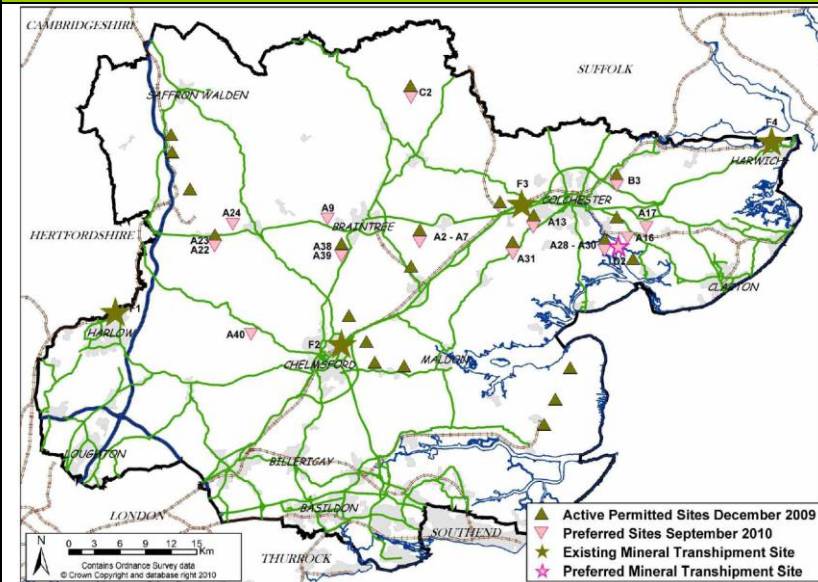 CAMBRIDGESHIRE
SUFFOLK
SAFFRON WALDEN
C2
F4
HARWICH
B3
F3
COLCHESTER
A24
A9
BRAINTREE
A2 - A7
A13
A17
HERTFORDSHIRE
A23
A22
A38
A39
A28 - A30
A16
A31
D2
CLACTON
F1
HARLOW
A40
F2
CHELMSFORD
MALDON
LOUGHTON
BILLERICAY
BASILDON
LONDON
SOUTHEND
THURROCK
N
0 3 6 9 12 15
Km
Contains Ordnance Survey data
© Crown Copyright and database right 2010
Active Permitted Sites December 2009
Preferred Sites September 2010
Existing Mineral Transhipment Site
Preferred Mineral Transhipment Site